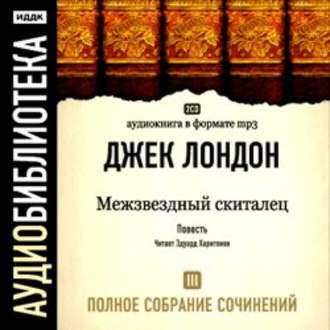 ИДДК
АУДИОБИБЛИОТЕКА
2CD
аудиокнига в формате mp3
ДЖЕК ЛОНДОН
Межзвездный скиталец
Повесть
Читает Эдуард Харитонов
III
ПОЛНОЕ СОБРАНИЕ СОЧИНЕНИЙ